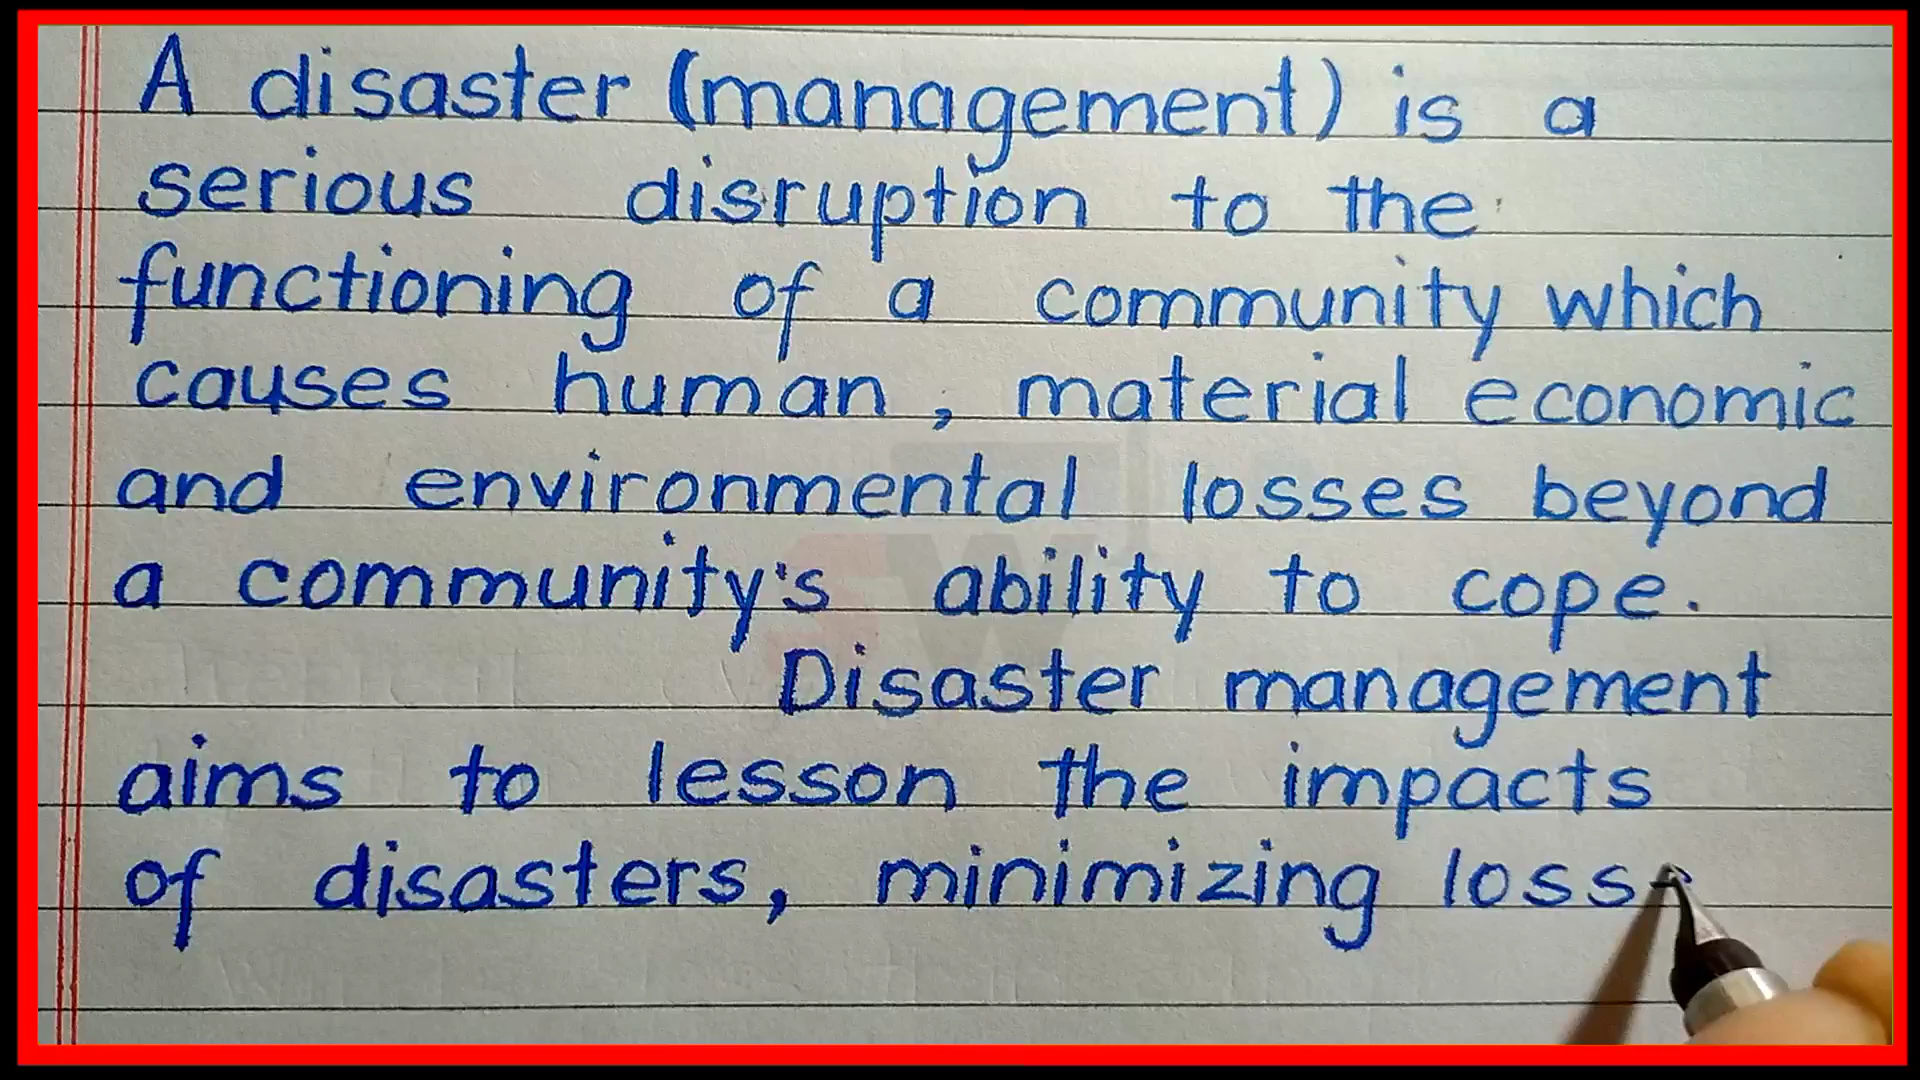 A disaster (management) is a
serious disruption to the
functioning of a community which
causes human, material economic
and environmental losses beyond
a community's ability to cope.
Disaster management
aims to lesson the impacts
of disasters, minimizing loss